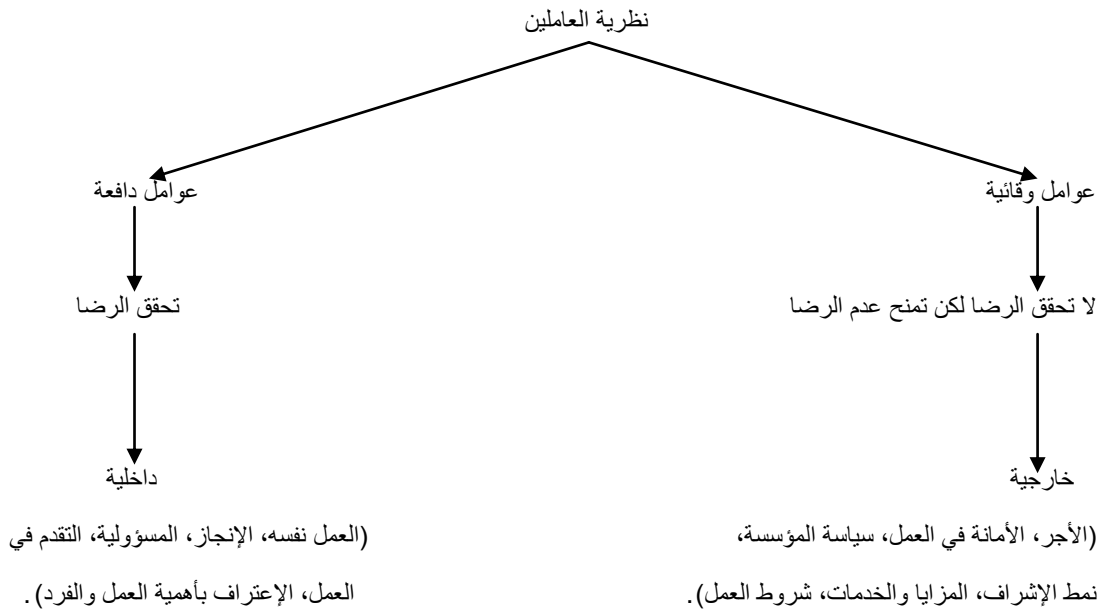 نظرية العاملين
عوامل وقائية
عوامل دافعة
لا تحقق الرضا لكن تمنح عدم الرضا
تحقق الرضا
خارجية
داخلية
(الأجر، الأمانة في العمل، سياسة المؤسسة،
نمط الإشراف، المزايا والخدمات، شروط العمل).
(العمل نفسه، الإنجاز، المسؤولية، التقدم في
العمل، الإعتراف بأهمية العمل والفرد).